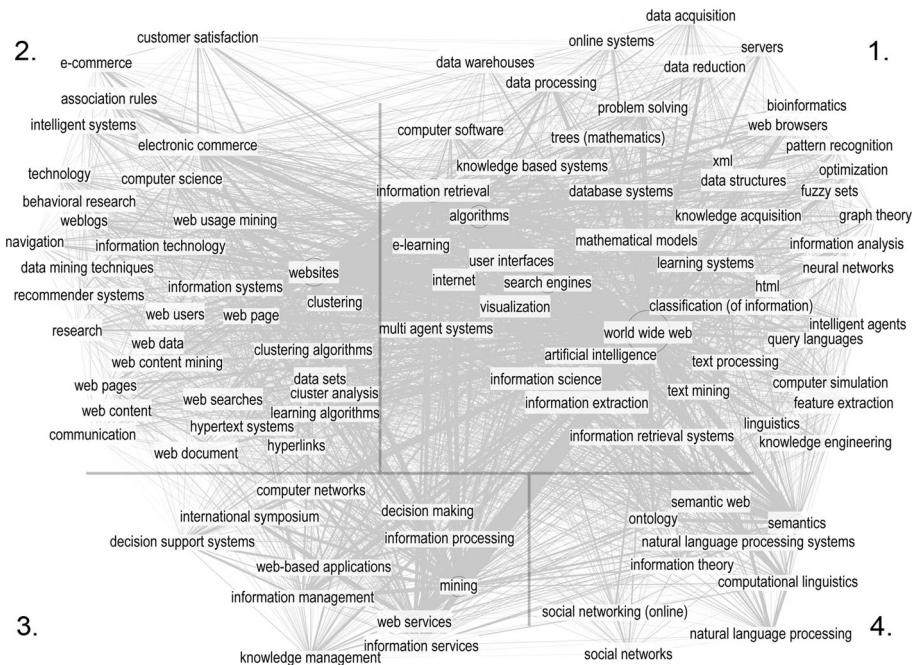 data acquisition
customer satisfaction
online systems
2.
servers
1.
e-commerce
data warehouses
data reduction
data processing
association rules
problem solving
bioinformatics
intelligent systems
computer software
trees (mathematics)
web browsers
electronic commerce
pattern recognition
knowledge based systems
xml
technology
computer science
information retrieval
database systems
data structures
optimization
fuzzy sets
behavioral research
weblogs
web usage mining
algorithms
knowledge acquisition
graph theory
navigation
information technology
e-learning
mathematical models
information analysis
data mining techniques
websites
user interfaces
learning systems
neural networks
internet
search engines
html
recommender systems
information systems
clustering
visualization
classification (of information)
web users
web page
research
multi agent systems
world wide web
intelligent agents
query languages
web data
clustering algorithms
artificial intelligence
web content mining
text processing
web pages
data sets
information science
computer simulation
web searches
cluster analysis
text mining
web content
learning algorithms
information extraction
feature extraction
hypertext systems
linguistics
communication
hyperlinks
information retrieval systems
knowledge engineering
web document
computer networks
semantic web
international symposium
decision making
ontology
semantics
decision support systems
information processing
natural language processing systems
web-based applications
information theory
mining
computational linguistics
information management
social networking (online)
3.
web services
4.
information services
natural language processing
knowledge management
social networks